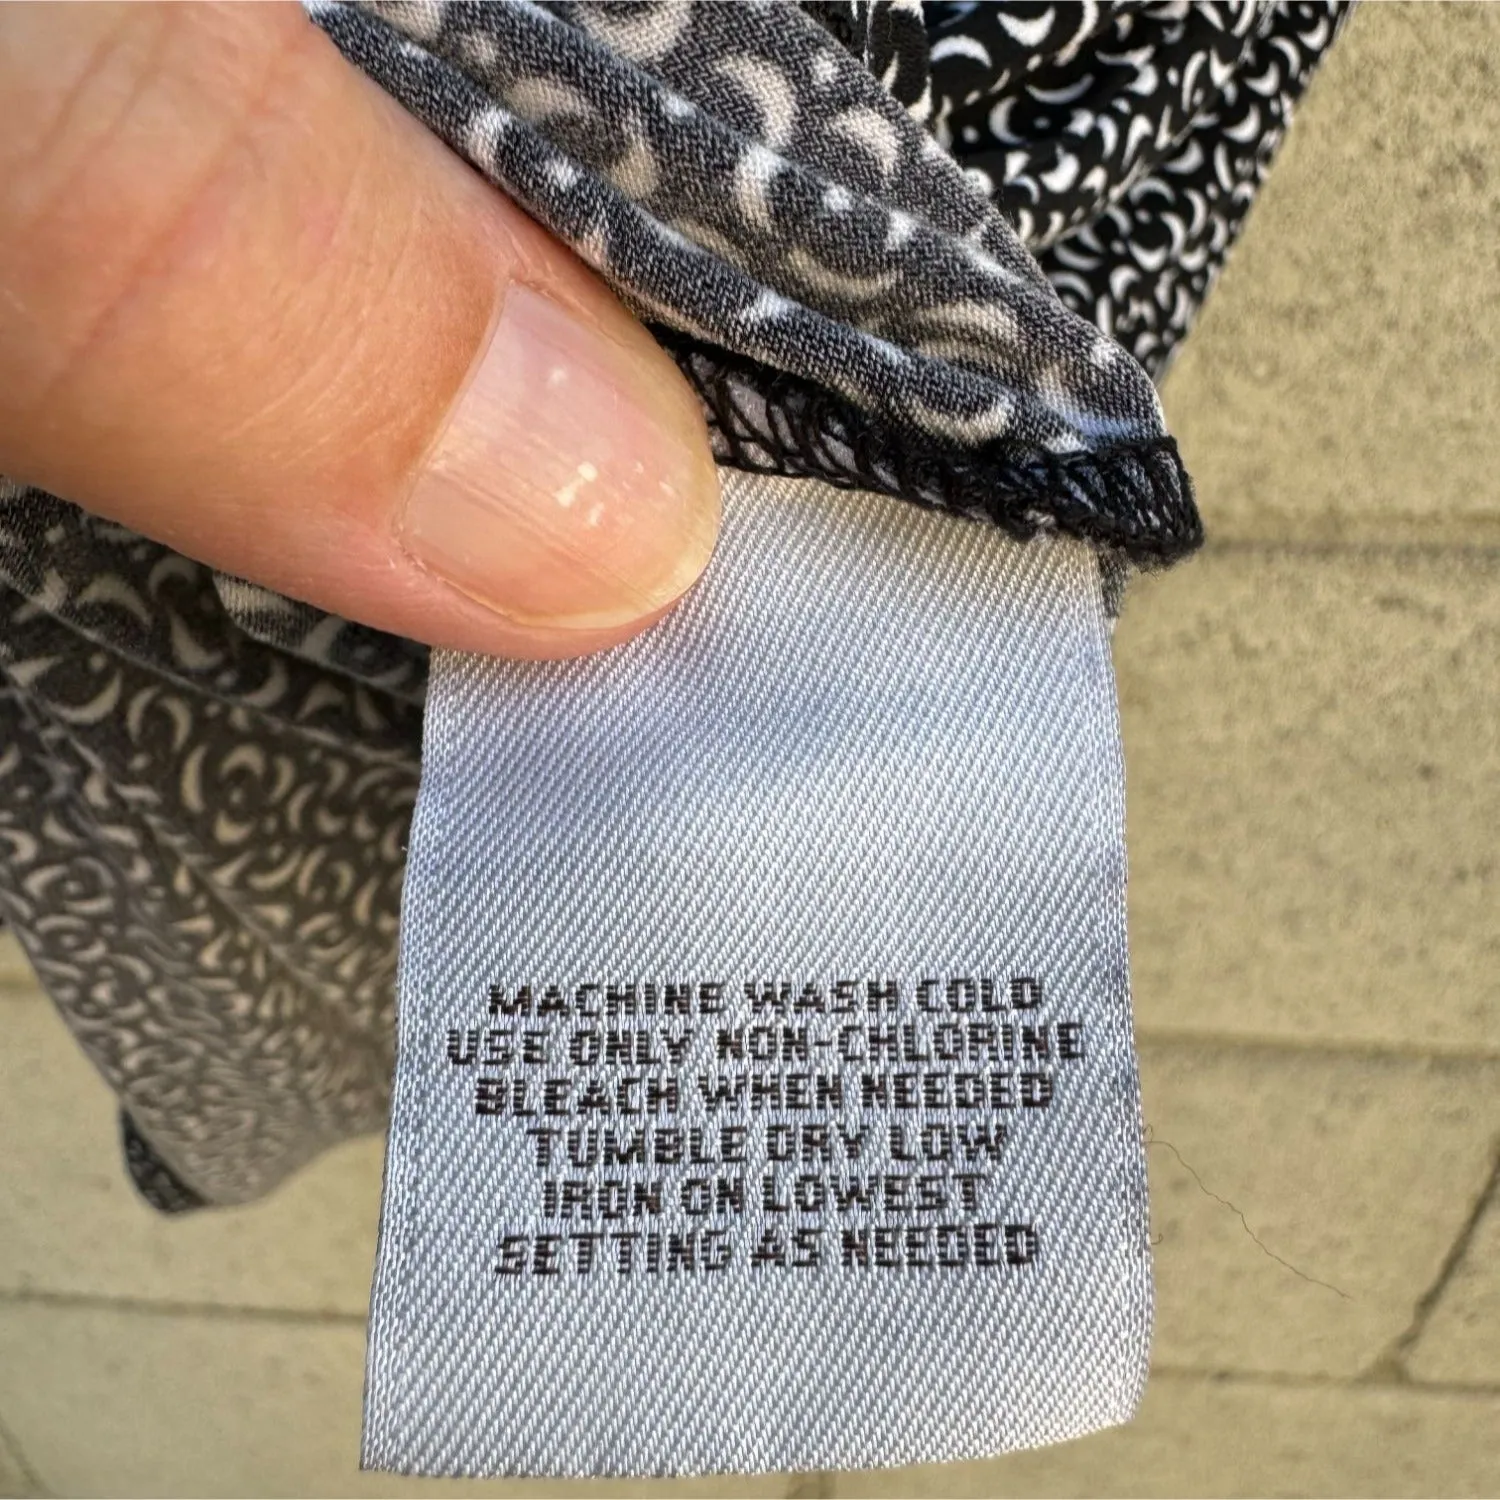 MACHINE WASH COLD
USE ONLY NON-CHLORINE
BLEACH WHEN NEEDED
TUMBLE DRY LOW
IRON ON LOWEST
SETTING AS NEEDED